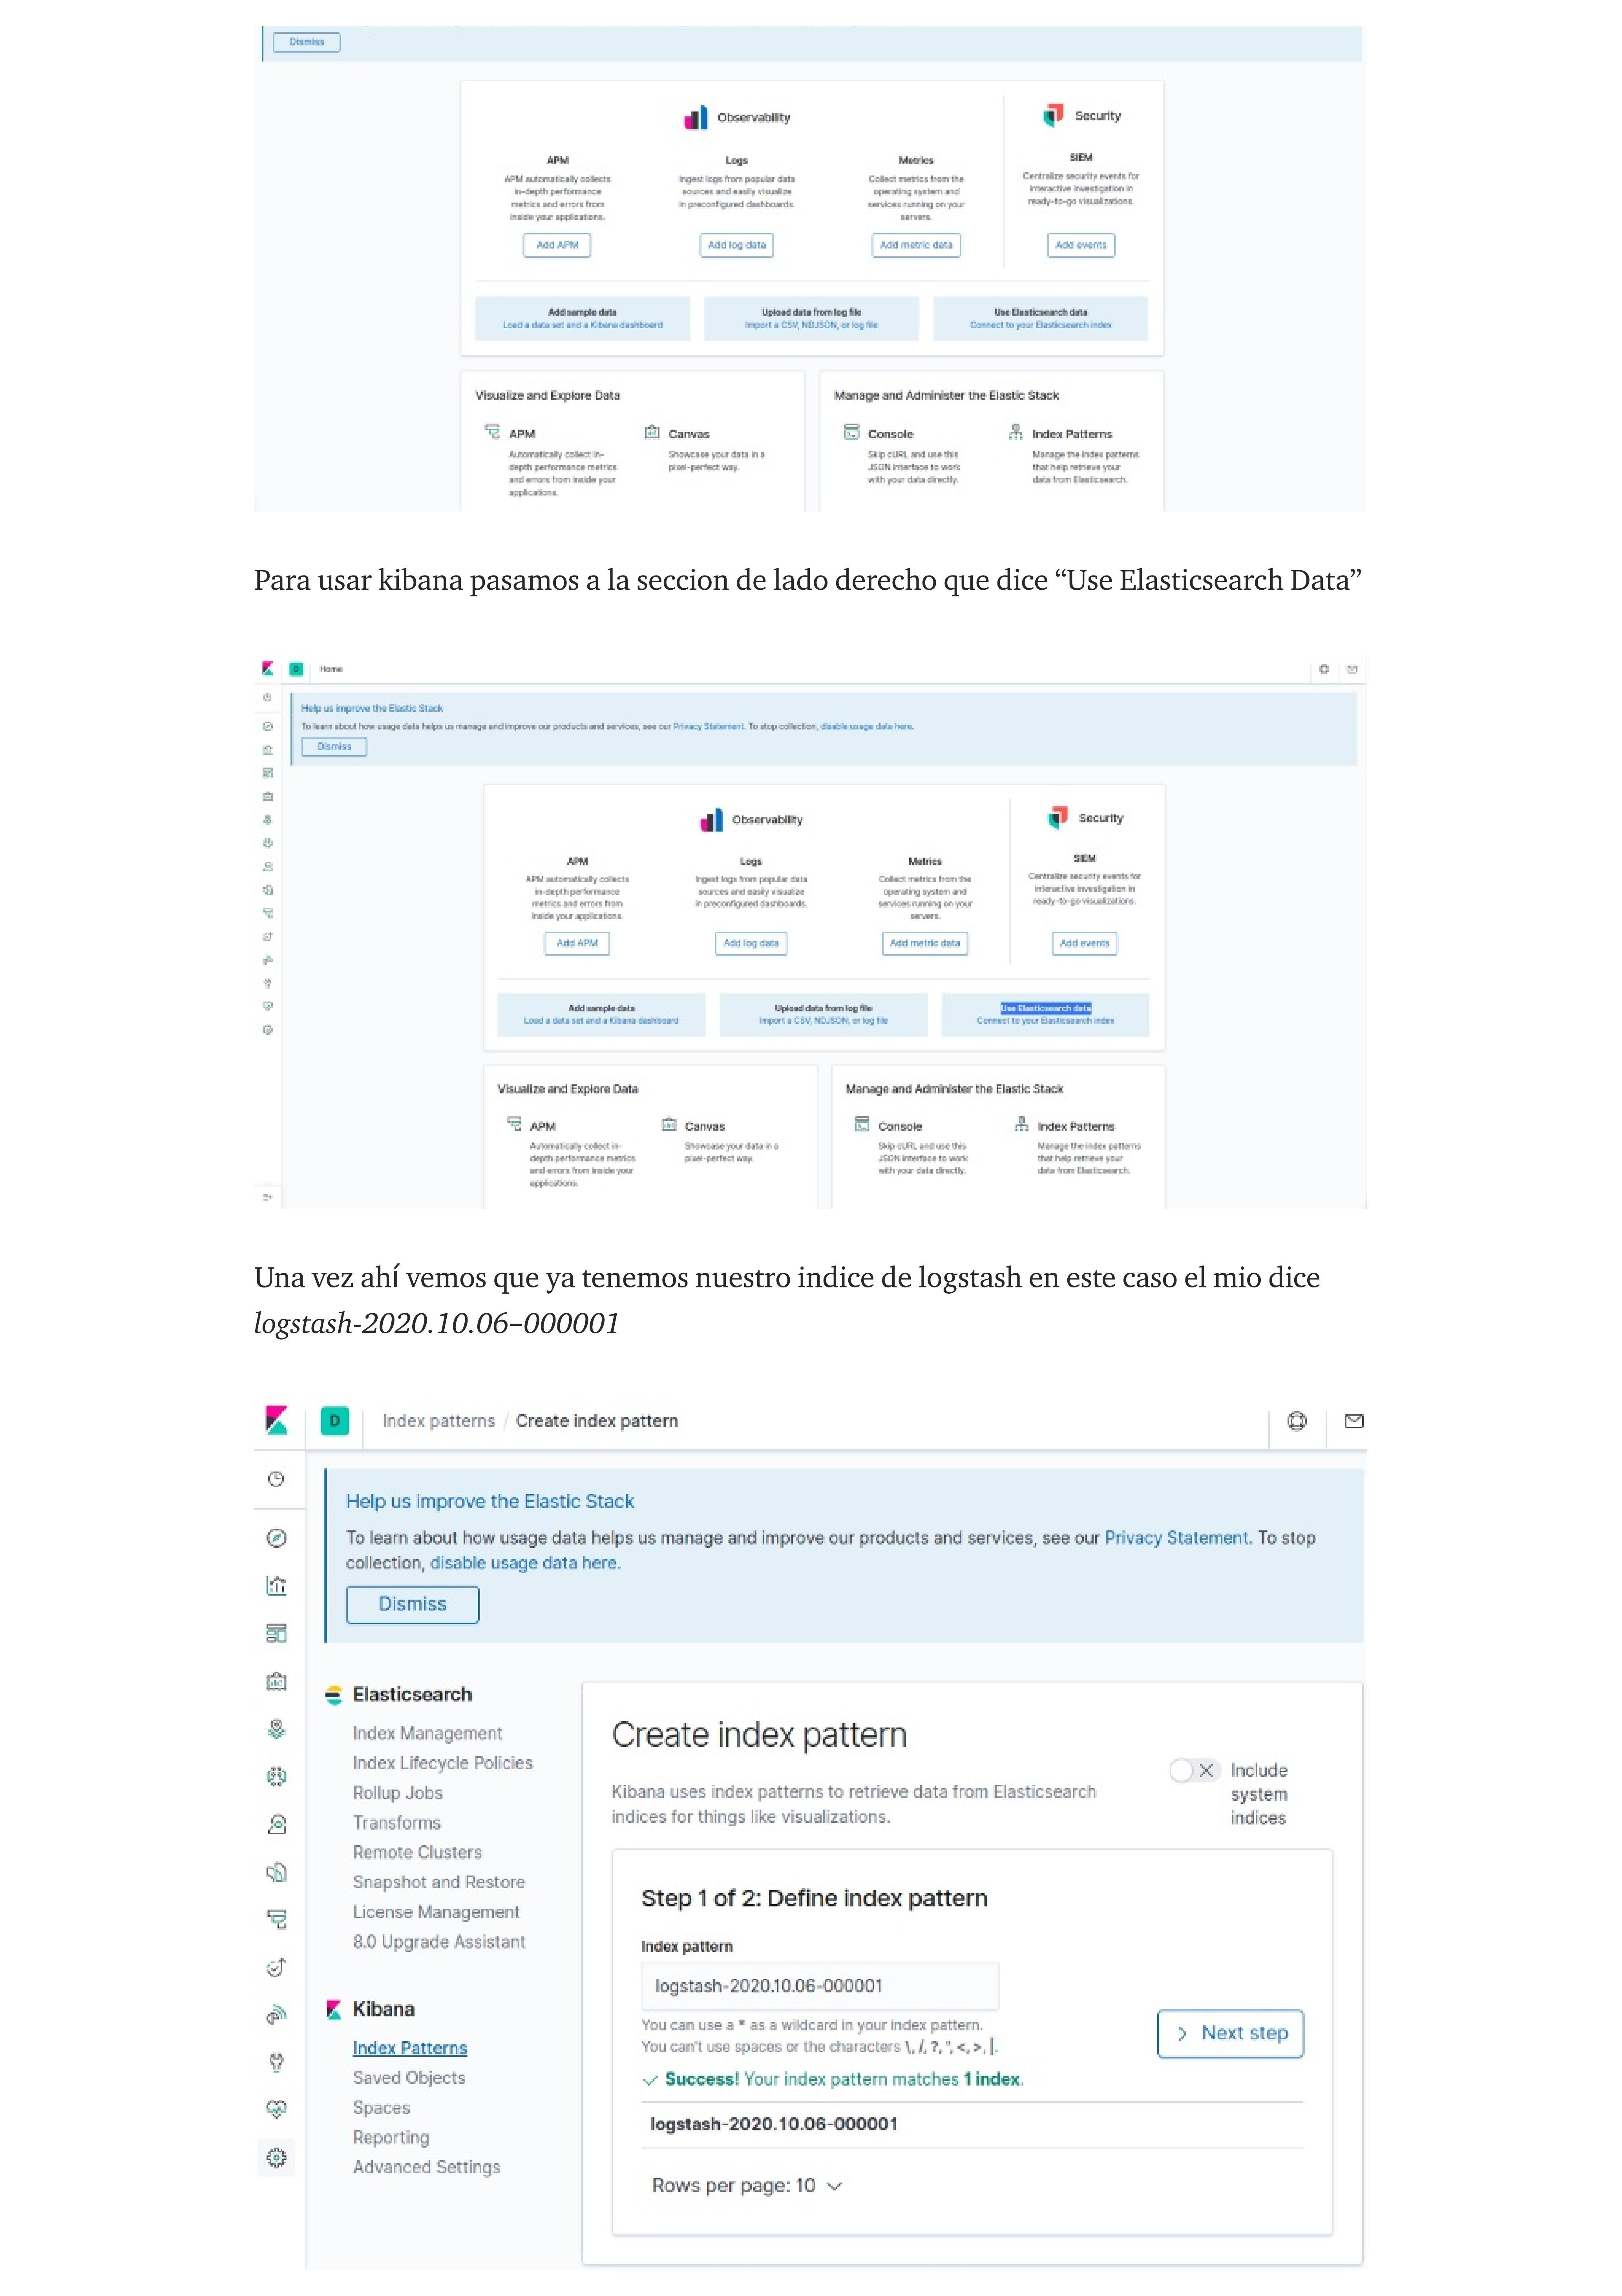 Dismiss
Observability
Security
APM
APM automatically collects
in-depth performance
metrics and errors from
inside your applications.
Add APM
Logs
Ingest logs from popular data
sources and easily visualize
in preconfigured dashboards.
Add log data
Metrics
Collect metrics from the
operating system and
services running on your
servers.
Add metric data
SIEM
Centralize security events for
interactive investigation in
ready-to-go visualizations.
Add events
Add sample data
Load a data set and a Kibana dashboard
Upload data from log file
Import a CSV, NDJSON, or log file
Use Elasticsearch data
Connect to your Elasticsearch index
Visualize and Explore Data
APM
Automatically collect in-
depth performance metrics
and errors from inside your
applications.
Canvas
Showcase your data in a
pixel-perfect way.
Manage and Administer the Elastic Stack
Console
Skip cURL and use this
JSON interface to work
with your data directly.
Index Patterns
Manage the index patterns
that help retrieve your
data from Elasticsearch.
Para usar kibana pasamos a la seccion de lado derecho que dice “Use Elasticsearch Data”
D Home
Help us improve the Elastic Stack
To learn about how usage data helps us manage and improve our products and services, see our Privacy Statement. To stop collection, disable usage data here.
Dismiss
Observability
Security
APM
APM automatically collects
in-depth performance
metrics and errors from
inside your applications.
Add APM
Logs
Ingest logs from popular data
sources and easily visualize
in preconfigured dashboards.
Add log data
Metrics
Collect metrics from the
operating system and
services running on your
servers.
Add metric data
SIEM
Centralize security events for
interactive investigation in
ready-to-go visualizations.
Add events
Add sample data
Load a data set and a Kibana dashboard
Upload data from log file
Import a CSV, NDJSON, or log file
Use Elasticsearch data
Connect to your Elasticsearch index
Visualize and Explore Data
APM
Automatically collect in-
depth performance metrics
and errors from inside your
applications.
Canvas
Showcase your data in a
pixel-perfect way.
Manage and Administer the Elastic Stack
Console
Skip cURL and use this
JSON interface to work
with your data directly.
Index Patterns
Manage the index patterns
that help retrieve your
data from Elasticsearch.
Una vez ahí vemos que ya tenemos nuestro indice de logstash en este caso el mio dice
logstash-2020.10.06–000001
D Index patterns / Create index pattern
Help us improve the Elastic Stack
To learn about how usage data helps us manage and improve our products and services, see our Privacy Statement. To stop
collection, disable usage data here.
Dismiss
Elasticsearch
Index Management
Index Lifecycle Policies
Rollup Jobs
Transforms
Remote Clusters
Snapshot and Restore
License Management
8.0 Upgrade Assistant
Kibana
Index Patterns
Saved Objects
Spaces
Reporting
Advanced Settings
Create index pattern
Kibana uses index patterns to retrieve data from Elasticsearch
indices for things like visualizations.
Include
system
indices
Step 1 of 2: Define index pattern
Index pattern
logstash-2020.10.06-000001
You can use a * as a wildcard in your index pattern.
You can't use spaces or the characters \, /, ?, ", <, >, |.
Success! Your index pattern matches 1 index.
Next step
logstash-2020.10.06-000001
Rows per page: 10